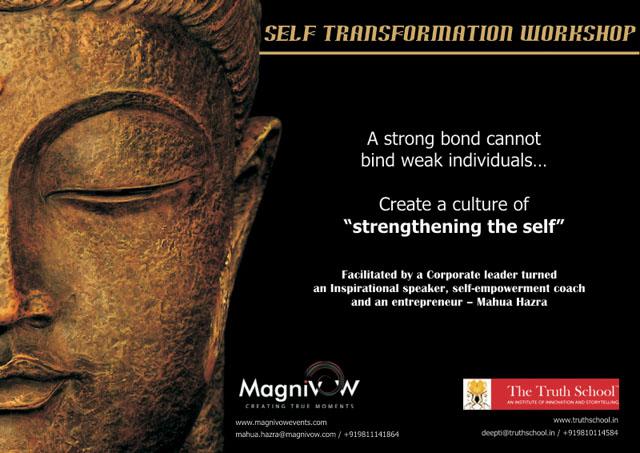 SELF TRANSFORMATION WORKSHOP
A strong bond cannot
bind weak individuals...
Create a culture of
“strengthening the self”
Facilitated by a Corporate leader turned
an Inspirational speaker, self-empowerment coach
and an entrepreneur – Mahua Hazra
MagniVOW
CREATING TRUE MOMENTS
www.magnivowevents.com
mahua.hazra@magnivow.com / +919811141864
The Truth School
AN INSTITUTE OF INNOVATION AND STORYTELLING
www.truthschool.in
deepti@truthschool.in / +919810114584